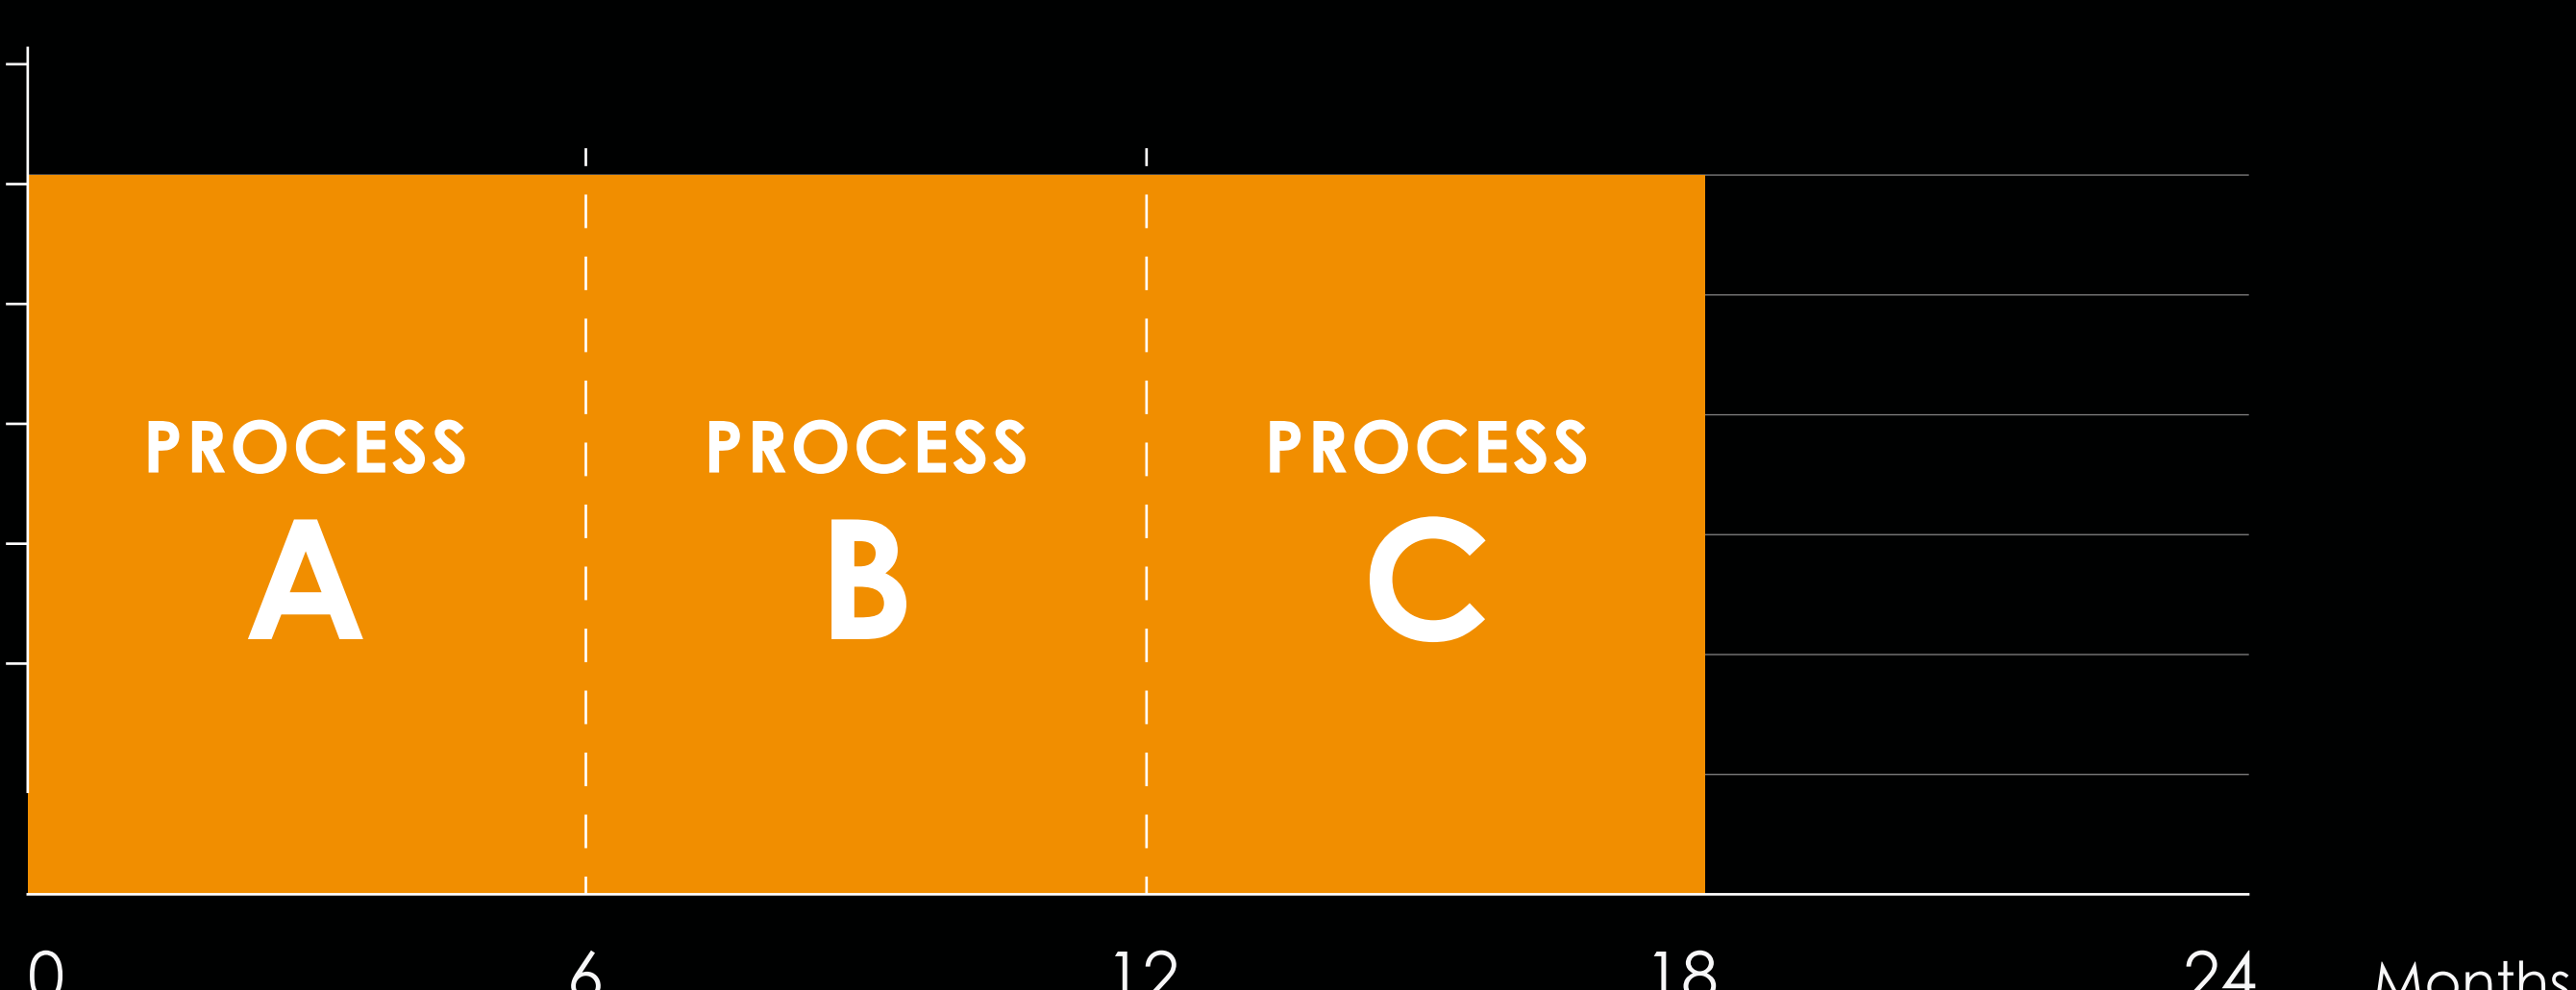 PROCESS
A
PROCESS
B
PROCESS
C
0 6 12 18 24 Months